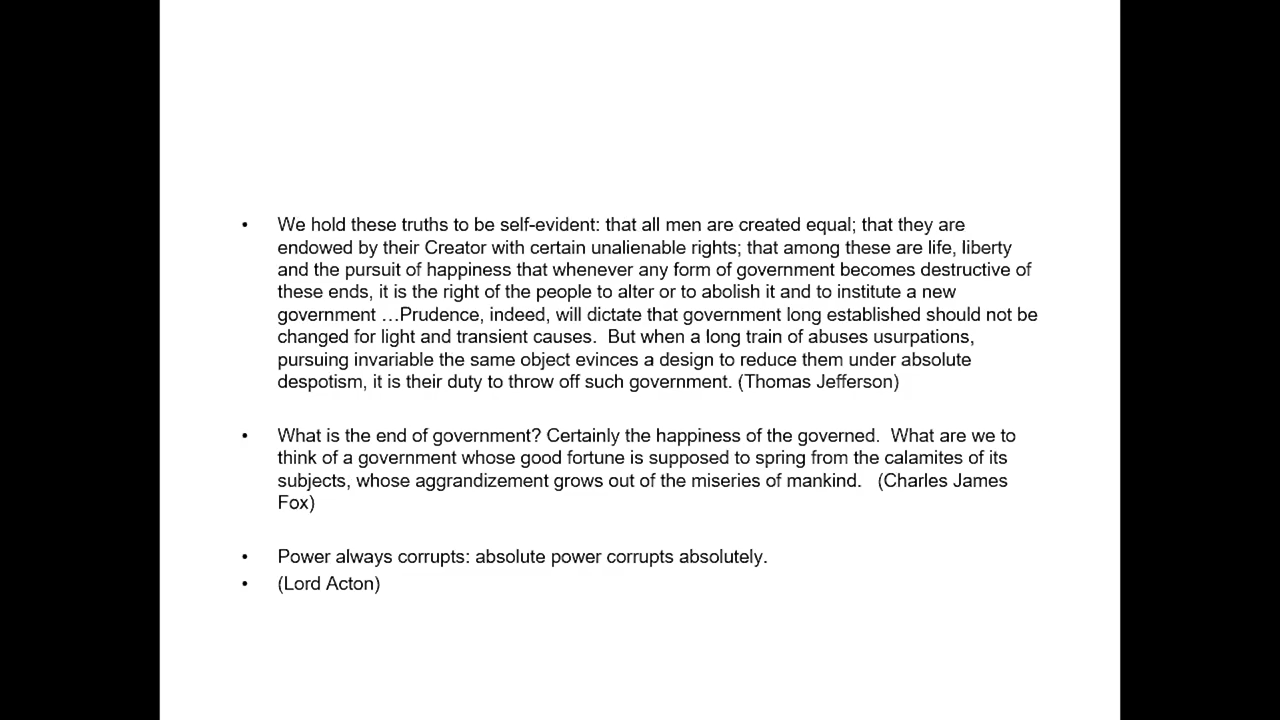 • We hold these truths to be self-evident: that all men are created equal; that they are
endowed by their Creator with certain unalienable rights; that among these are life, liberty
and the pursuit of happiness that whenever any form of government becomes destructive of
these ends, it is the right of the people to alter or to abolish it and to institute a new
government …Prudence, indeed, will dictate that government long established should not be
changed for light and transient causes.  But when a long train of abuses usurpations,
pursuing invariable the same object evinces a design to reduce them under absolute
despotism, it is their duty to throw off such government. (Thomas Jefferson)
• What is the end of government? Certainly the happiness of the governed.  What are we to
think of a government whose good fortune is supposed to spring from the calamites of its
subjects, whose aggrandizement grows out of the miseries of mankind.   (Charles James
Fox)
• Power always corrupts: absolute power corrupts absolutely.
• (Lord Acton)